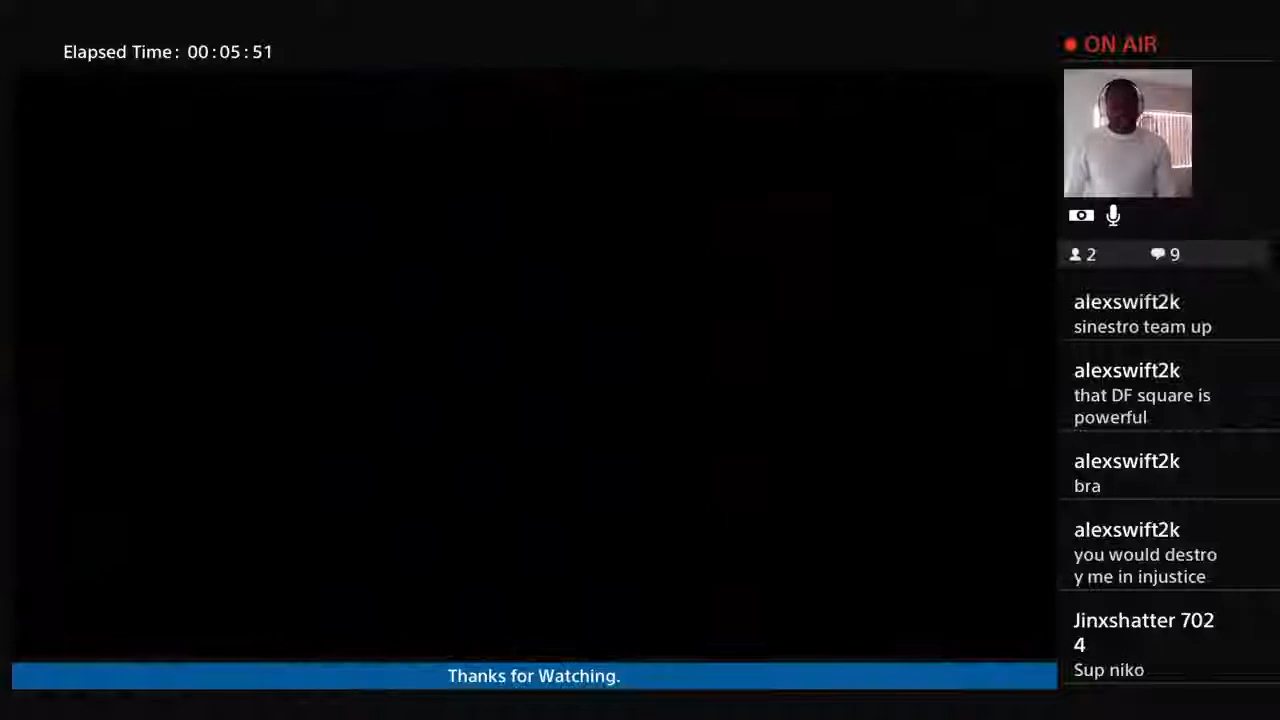 Elapsed Time: 00:05:51
ON AIR
2 9
alexswift2k
sinestro team up
alexswift2k
that DF square is
powerful
alexswift2k
bra
alexswift2k
you would destro
y me in injustice
Jinxshatter 702
4
Sup niko
Thanks for Watching.